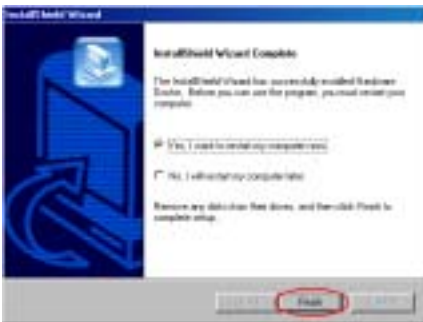 InstallShield Wizard
InstallShield Wizard Complete
The InstallShield Wizard has successfully installed Hardware
Doctor. Before you can use the program, you must restart your
computer.
Yes, I want to restart my computer now.
No, I will restart my computer later.
Remove any disks from their drives, and then click Finish to
complete setup.
Finish